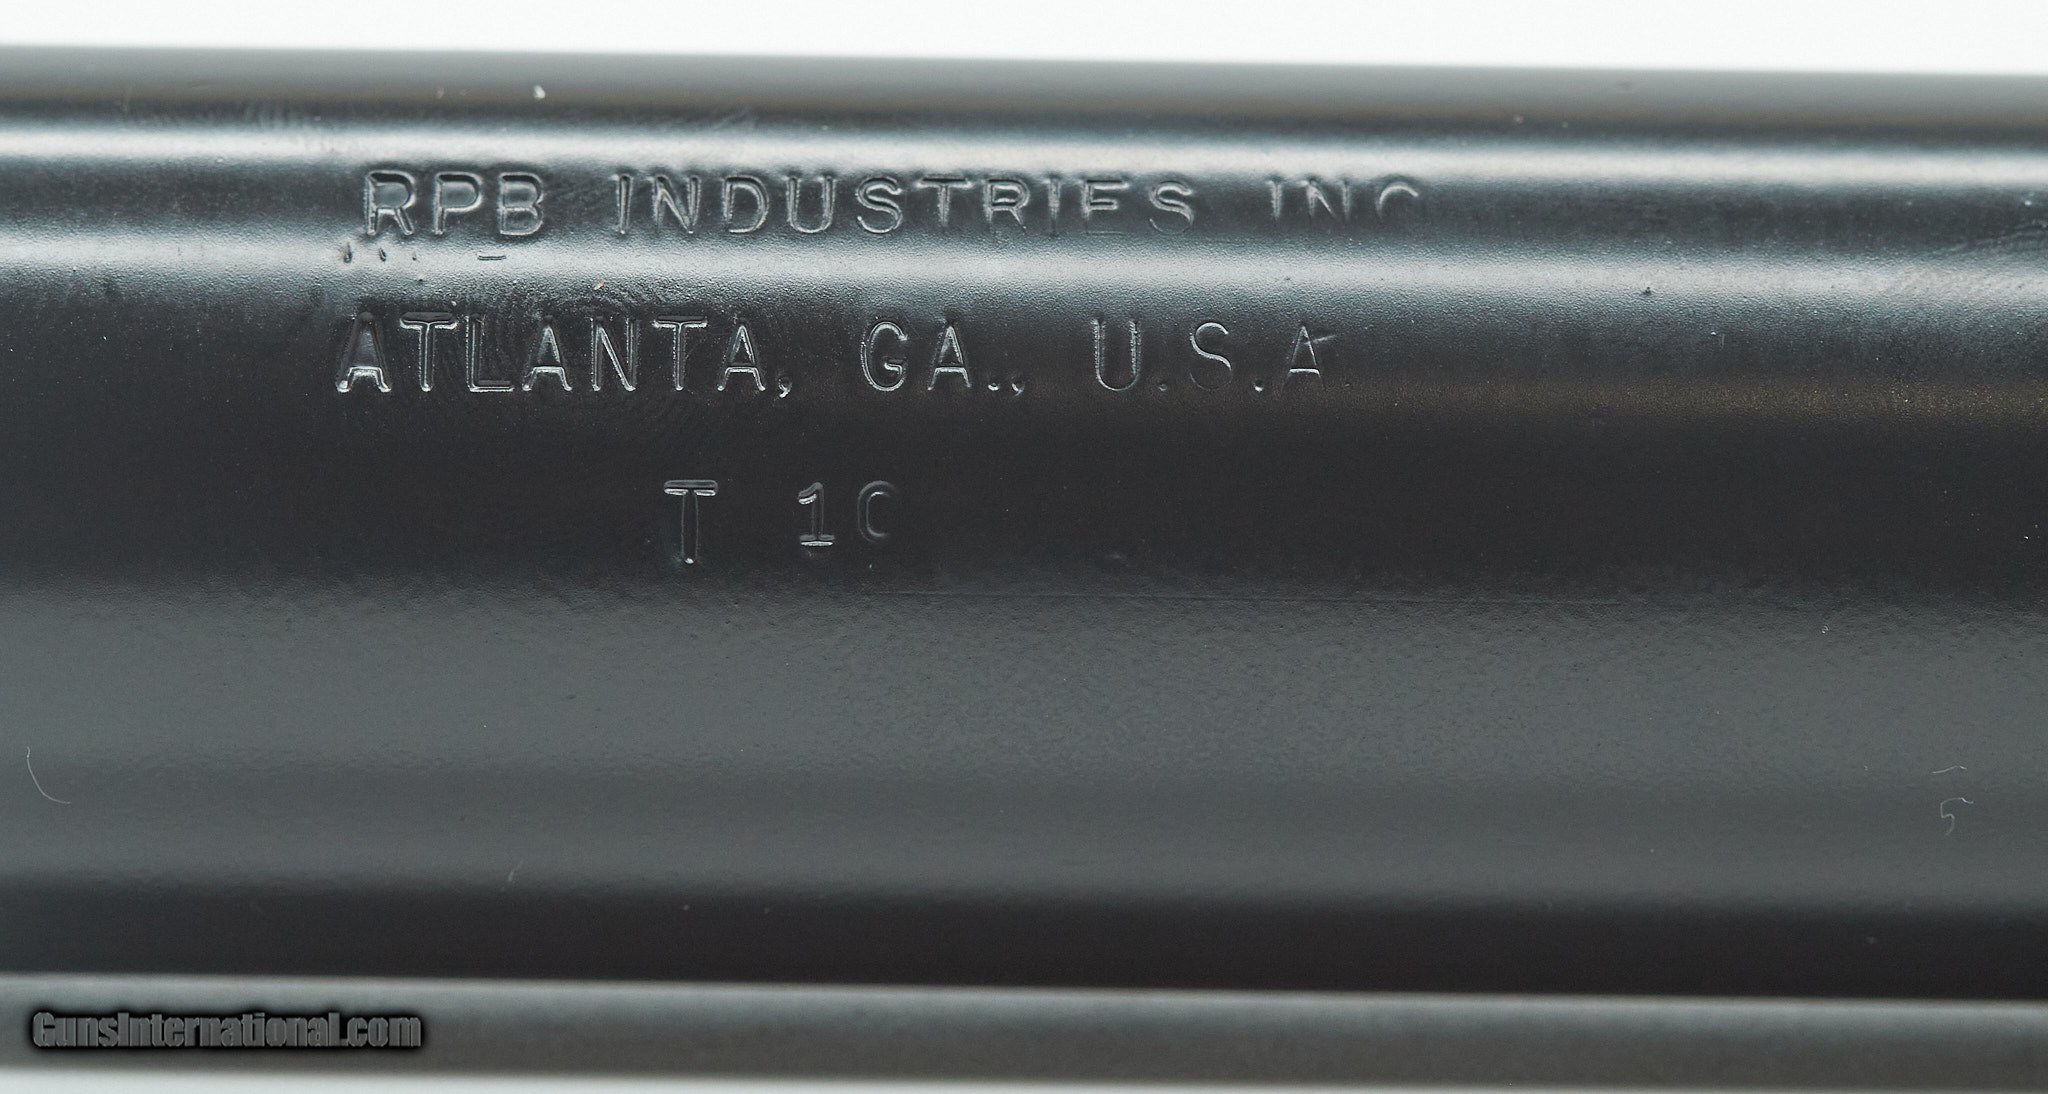 RPB INDUSTRIES INC
ATLANTA, GA., U.S.A
T 10
GunsInternational.com